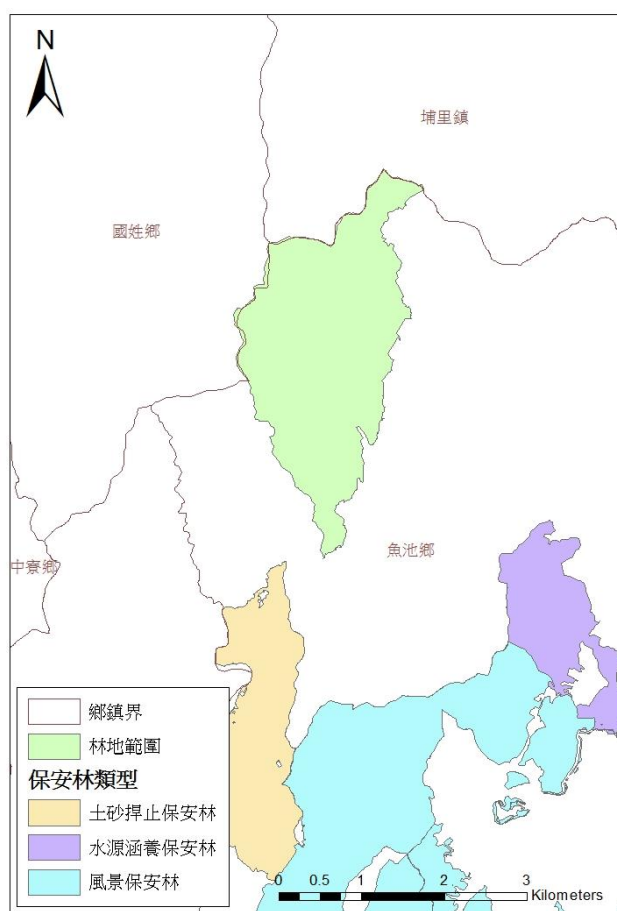 N
埔里鎮
國姓鄉
魚池鄉
中寮鄉
鄉鎮界
林地範圍
保安林類型
土砂捍止保安林
水源涵養保安林
風景保安林
0 0.5 1 2 3
Kilometers